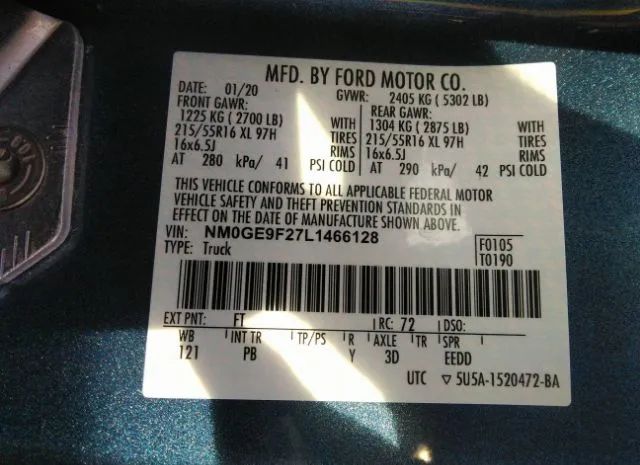 MFD. BY FORD MOTOR CO.
DATE: 01/20 GVWR: 2405 KG ( 5302 LB)
FRONT GAWR: REAR GAWR:
1225 KG ( 2700 LB) WITH 1304 KG ( 2875 LB) WITH
215/55R16 XL 97H TIRES 215/55R16 XL 97H TIRES
16x6.5J RIMS 16x6.5J RIMS
AT 280 kPa/ 41 PSI COLD AT 290 kPa/ 42 PSI COLD
THIS VEHICLE CONFORMS TO ALL APPLICABLE FEDERAL MOTOR
VEHICLE SAFETY AND THEFT PREVENTION STANDARDS IN
EFFECT ON THE DATE OF MANUFACTURE SHOWN ABOVE.
VIN: NM0GE9F27L1466128 F0105
TYPE: Truck T0190
EXT PNT: FT RC: 72 DSO:
WB INT TR TP/PS R AXLE TR SPR
121 PB Y 3D EEDD
UTC ▽ 5U5A-1520472-BA